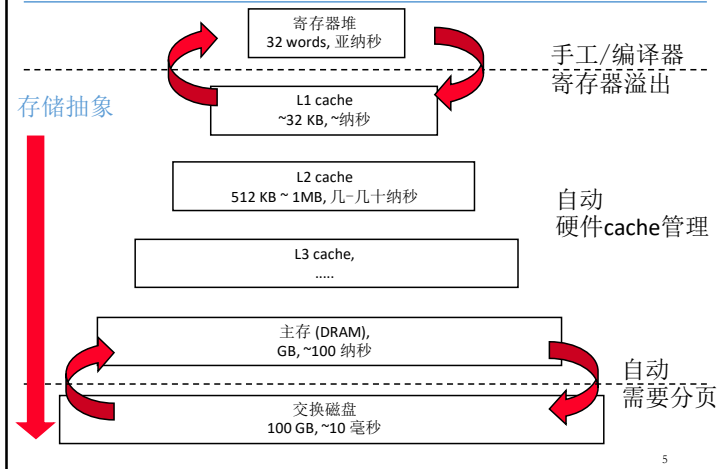 寄存器堆
32 words, 亚纳秒
手工/编译器
寄存器溢出
存储抽象
L1 cache
~32 KB, ~纳秒
L2 cache
512 KB ~ 1MB, 几-几十纳秒
自动
硬件cache管理
L3 cache,
.....
主存 (DRAM),
GB, ~100 纳秒
自动
需要分页
交换磁盘
100 GB, ~10 毫秒
5